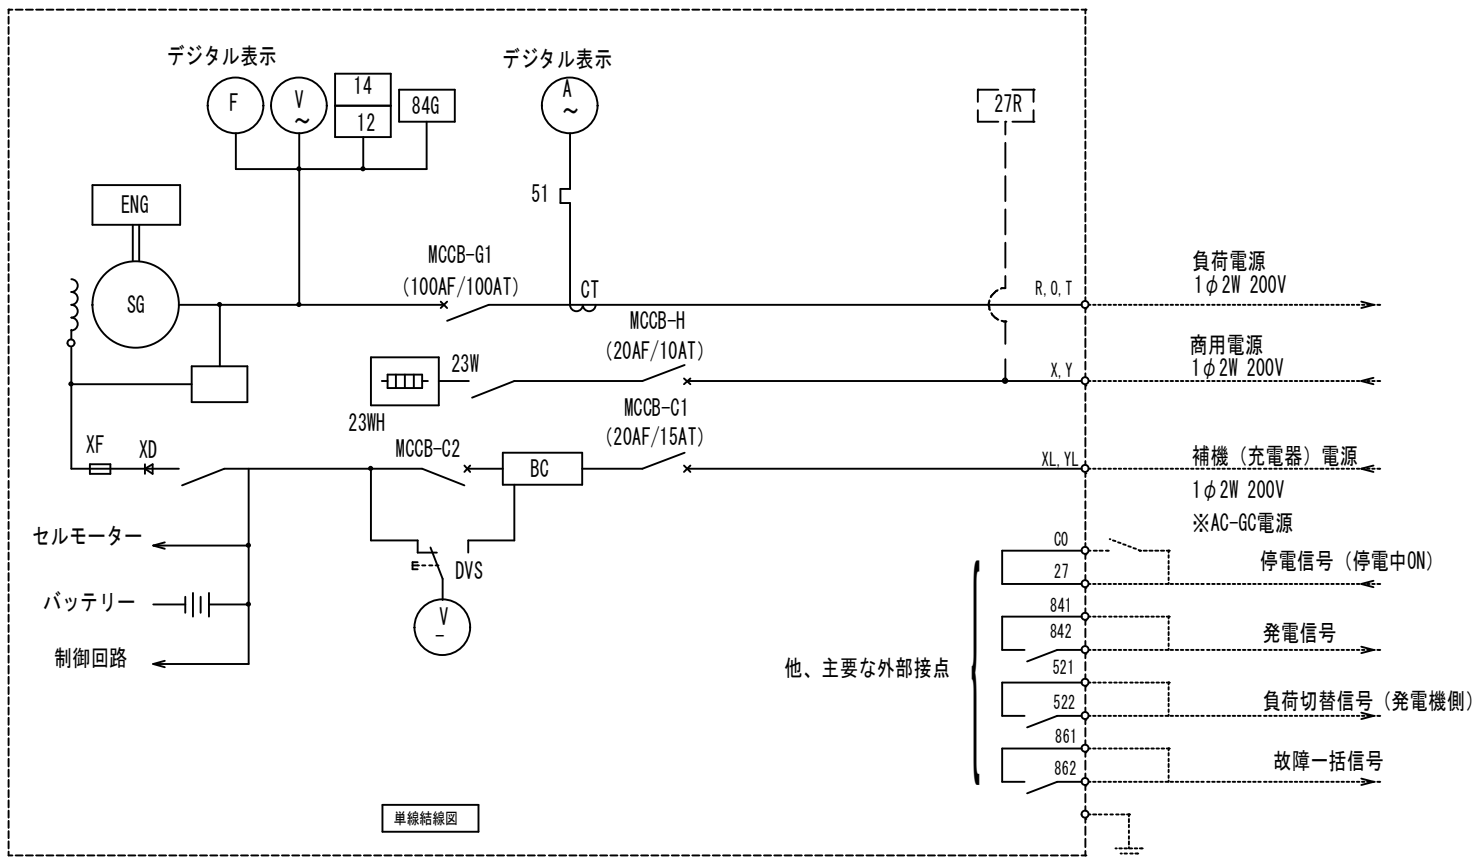 デジタル表示
デジタル表示
F
V
~
14
12
84G
A
~
27R
51
ENG
SG
MCCB-G1
(100AF/100AT)
CT
R,O,T
負荷電源
1φ2W 200V
MCCB-H
(20AF/10AT)
23W
23WH
X,Y
商用電源
1φ2W 200V
MCCB-C1
(20AF/15AT)
XF
XD
MCCB-C2
BC
XL,YL
補機（充電器）電源
1φ2W 200V
※AC-GC電源
セルモーター
バッテリー
制御回路
DVS
V
-
他、主要な外部接点
CO
27
停電信号（停電中ON）
841
842
発電信号
521
522
負荷切替信号（発電機側）
861
862
故障一括信号
単線結線図